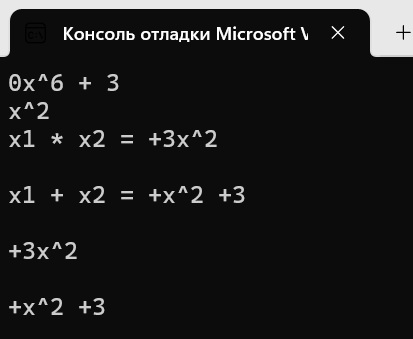 Консоль отладки Microsoft V
0x^6 + 3
x^2
x1 * x2 = +3x^2
x1 + x2 = +x^2 +3
+3x^2
+x^2 +3